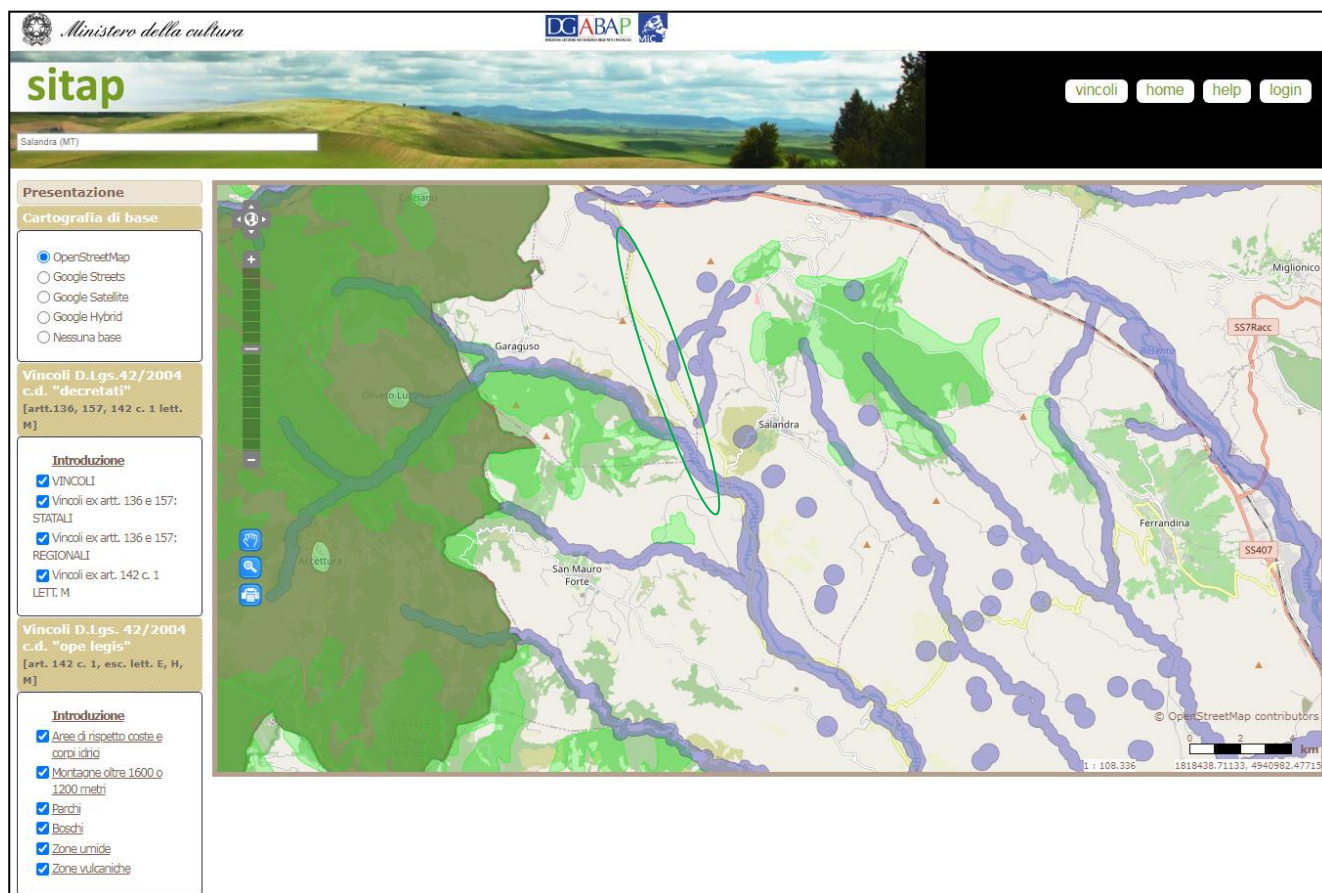 Ministero della cultura
DGABAP
MIC
sitap
vincoli
home
help
login
Salandra (MT)
Presentazione
Cartografia di base
OpenStreetMap
Google Streets
Google Satellite
Google Hybrid
Nessuna base
Vincoli D.Lgs.42/2004
c.d. "decretati"
[artt.136, 157, 142 c. 1 lett.
M]
Introduzione
VINCOLI
Vincoli ex artt. 136 e 157:
STATALI
Vincoli ex artt. 136 e 157:
REGIONALI
Vincoli ex art. 142 c. 1
LETT. M
Vincoli D.Lgs. 42/2004
c.d. "ope legis"
[art. 142 c. 1, esc. lett. E, H,
M]
Introduzione
Aree di rispetto coste e
corpi idrici
Montagne oltre 1600 o
1200 metri
Parchi
Boschi
Zone umide
Zone vulcaniche
Miglionico
SS7Racc
Basento
Garaguso
Oliveto Lucano
Salandra
Ferrandina
SS407
Accettura
San Mauro
Forte
© OpenStreetMap contributors
0 2 4
km
1 : 108.336
1818438.71133, 4940982.47715